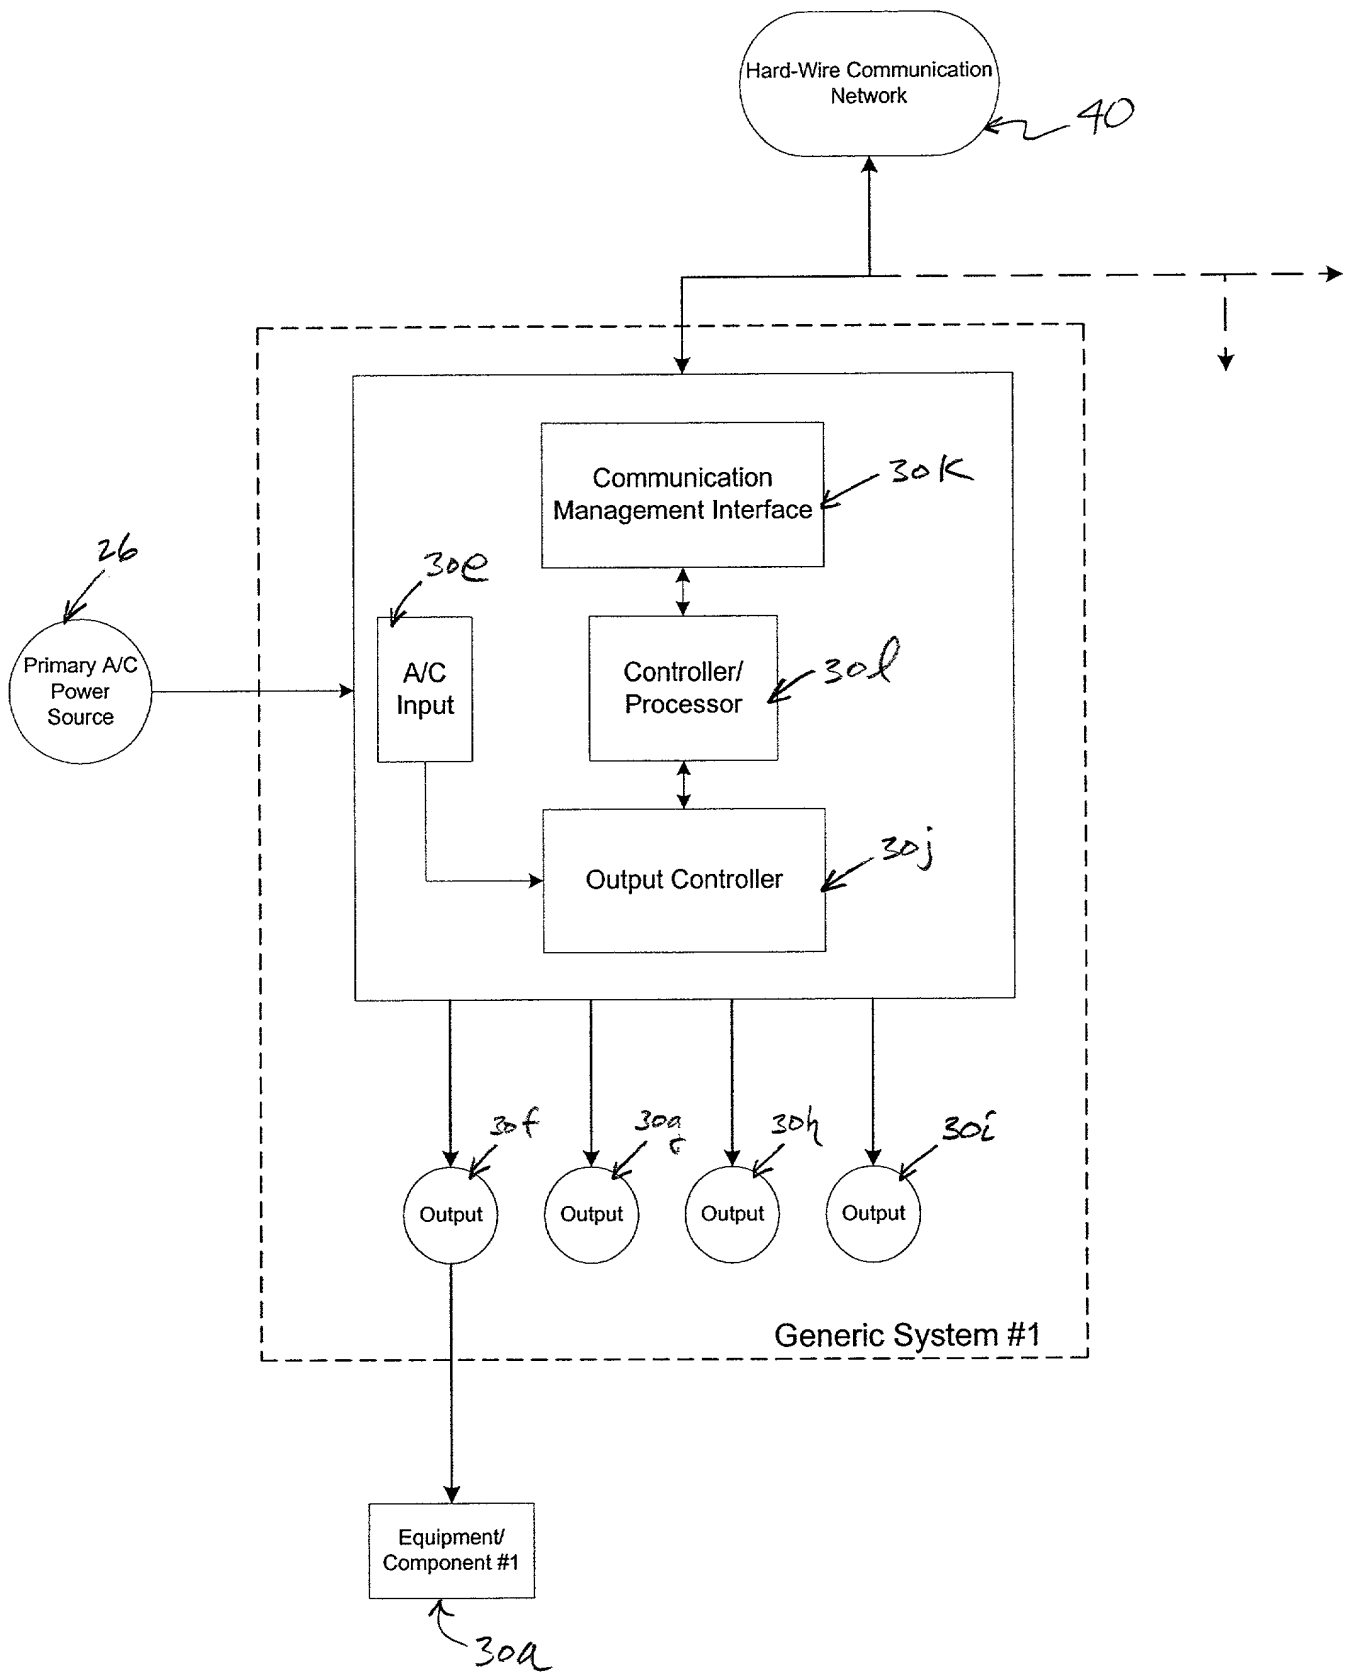 Hard-Wire Communication
Network
40
Communication
Management Interface
30K
26
30e
Primary A/C
Power
Source
A/C
Input
Controller/
Processor
30l
Output Controller
30j
30f
30g
30h
30i
Output
Output
Output
Output
Generic System #1
Equipment/
Component #1
30a